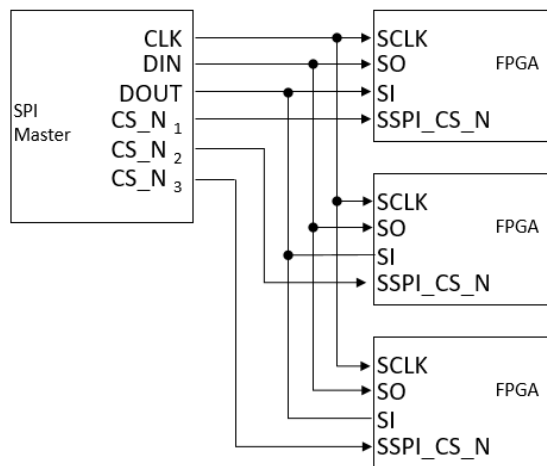 SPI
Master
CLK
DIN
DOUT
CS_N 1
CS_N 2
CS_N 3
SCLK
SO
SI
SSPI_CS_N
FPGA
SCLK
SO
SI
SSPI_CS_N
FPGA
SCLK
SO
SI
SSPI_CS_N
FPGA